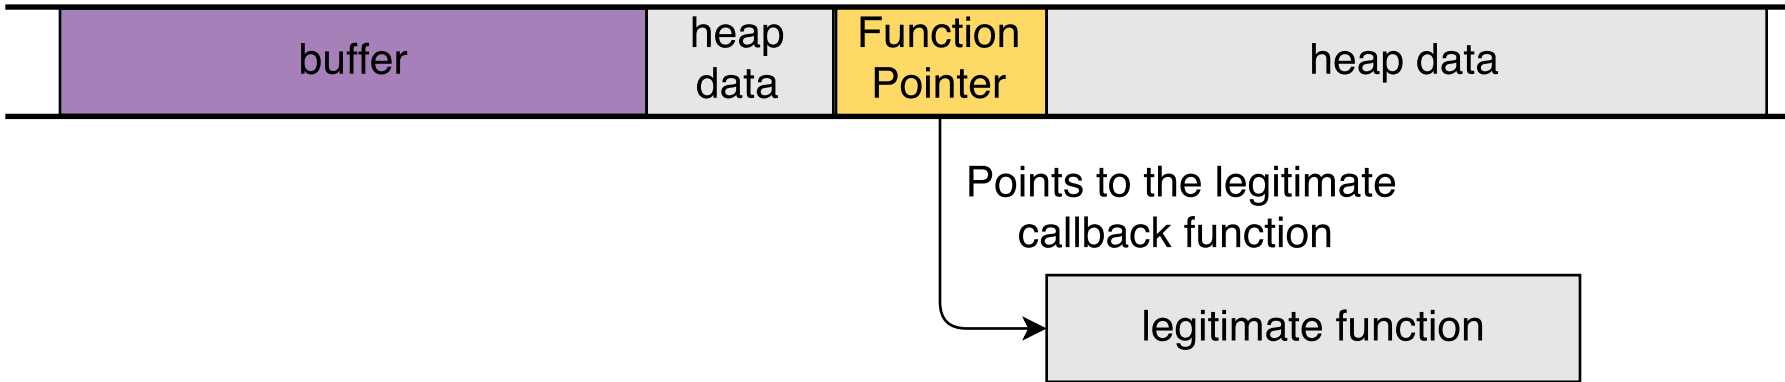 buffer
heap
data
Function
Pointer
heap data
Points to the legitimate
callback function
legitimate function